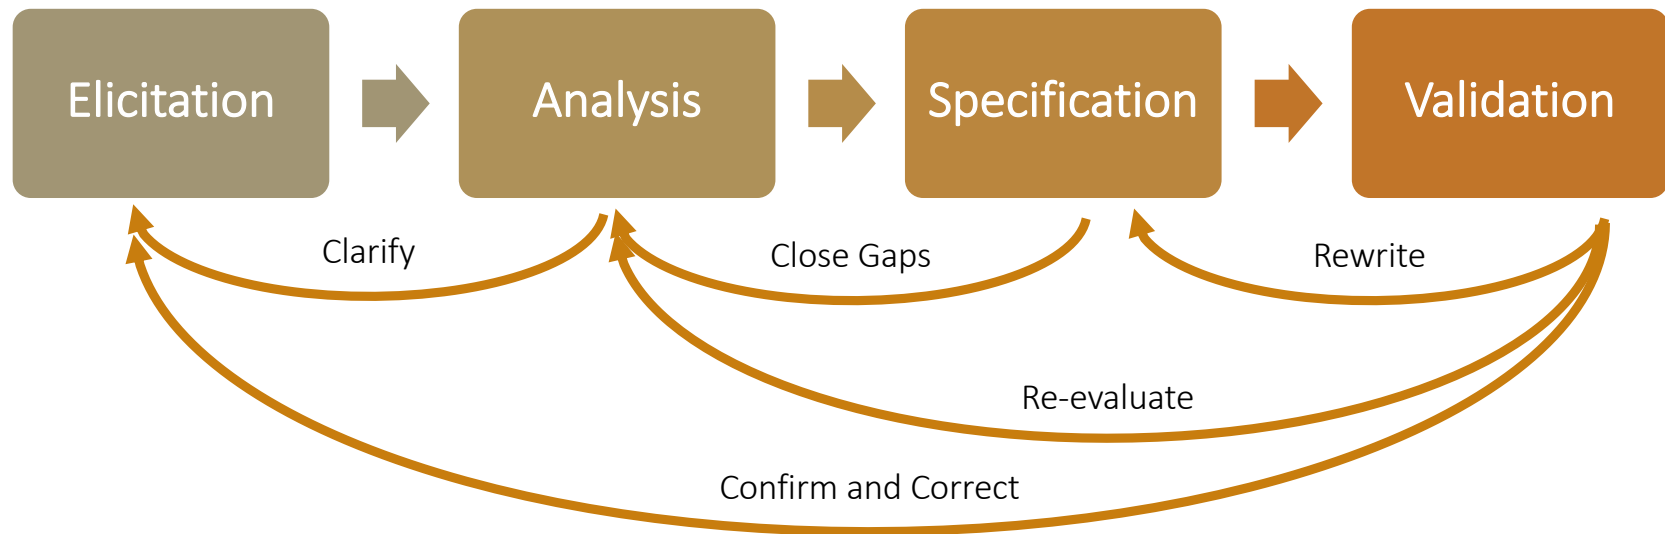 Elicitation
Analysis
Specification
Validation
Clarify
Close Gaps
Rewrite
Re-evaluate
Confirm and Correct